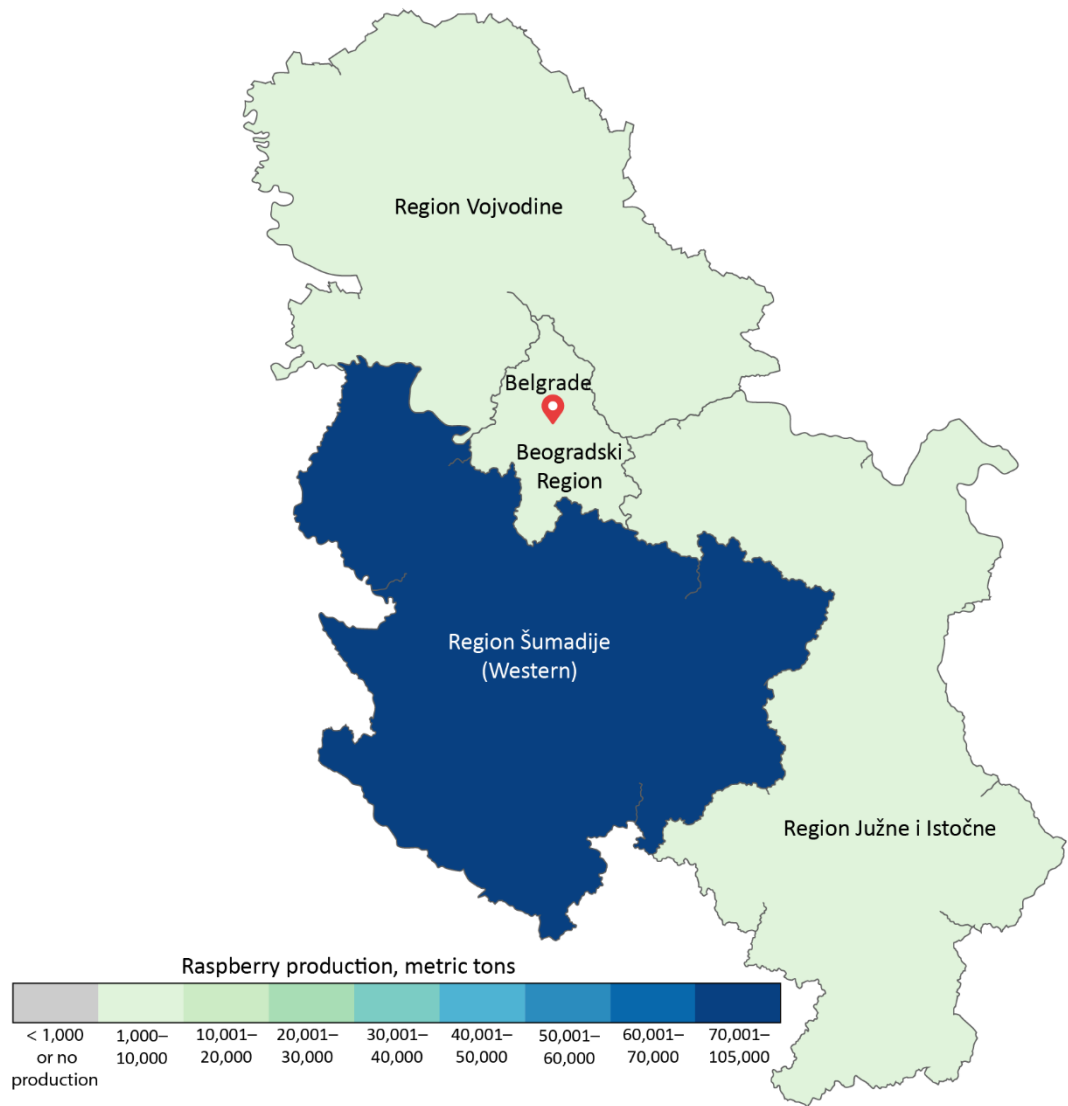 Region Vojvodine
Belgrade
Beogradski
Region
Region Šumadije
(Western)
Region Južne i Istočne
Raspberry production, metric tons
< 1,000
or no
production
1,000–
10,000
10,001–
20,000
20,001–
30,000
30,001–
40,000
40,001–
50,000
50,001–
60,000
60,001–
70,000
70,001–
105,000